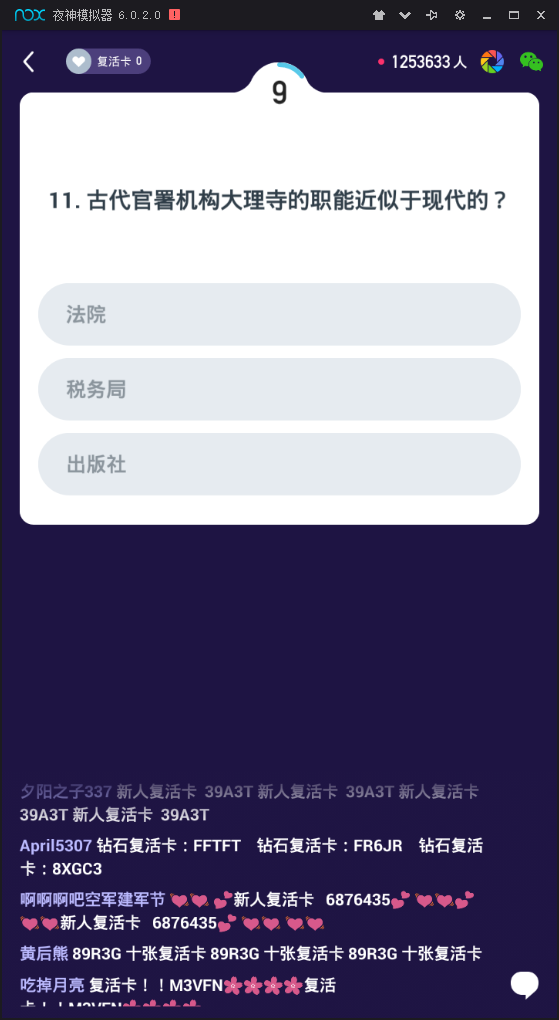 nox 夜神模拟器 6.0.2.0
复活卡 0
1253633 人
9
11. 古代官署机构大理寺的职能近似于现代的？
法院
税务局
出版社
夕阳之子337 新人复活卡 39A3T 新人复活卡 39A3T 新人复活卡
39A3T 新人复活卡 39A3T
April5307 钻石复活卡：FFTFT 钻石复活卡：FR6JR 钻石复活
卡：8XGC3
啊啊啊吧空军建军节 💘💘 💕新人复活卡 6876435💕 💘💘💕
💘💘新人复活卡 6876435💕 💘💘 💘💘
黄后熊 89R3G 十张复活卡 89R3G 十张复活卡 89R3G 十张复活卡
吃掉月亮 复活卡！！M3VFN🌸🌸🌸🌸复活
卡！！M3VFN🌸🌸🌸🌸